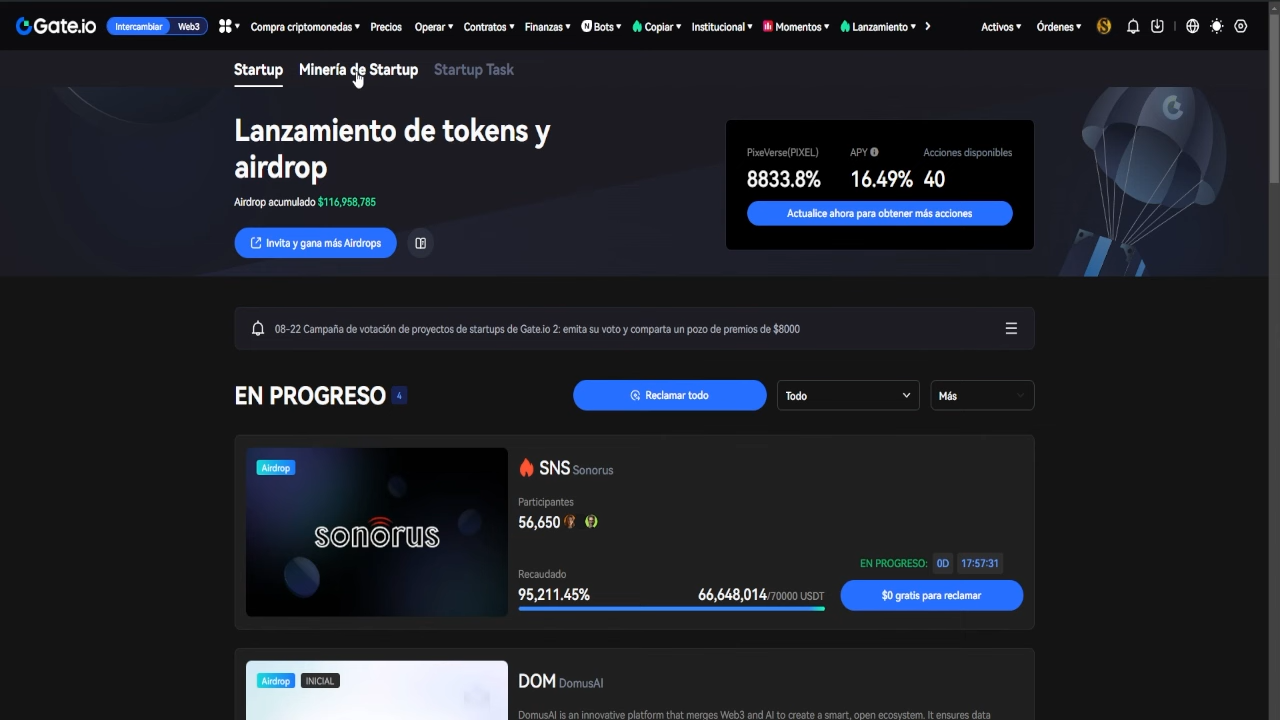 Gate.io Intercambiar Web3 Compra criptomonedas Precios Operar Contratos Finanzas Bots Copiar Institucional Momentos Lanzamiento Activos Órdenes
Startup Minería de Startup Startup Task
Lanzamiento de tokens y
airdrop
Airdrop acumulado $116,958,785
Invita y gana más Airdrops
PixeVerse(PIXEL) APY Acciones disponibles
8833.8% 16.49% 40
Actualice ahora para obtener más acciones
08-22 Campaña de votación de proyectos de startups de Gate.io 2: emita su voto y comparta un pozo de premios de $8000
EN PROGRESO 4
Reclamar todo Todo Más
Airdrop
sonorus
SNS Sonorus
Participantes
56,650
Recaudado
95,211.45% 66,648,014/70000 USDT
EN PROGRESO: 0D 17:57:31
$0 gratis para reclamar
Airdrop INICIAL
DOM DomusAI
DomusAI is an innovative platform that merges Web3 and AI to create a smart, open ecosystem. It ensures data